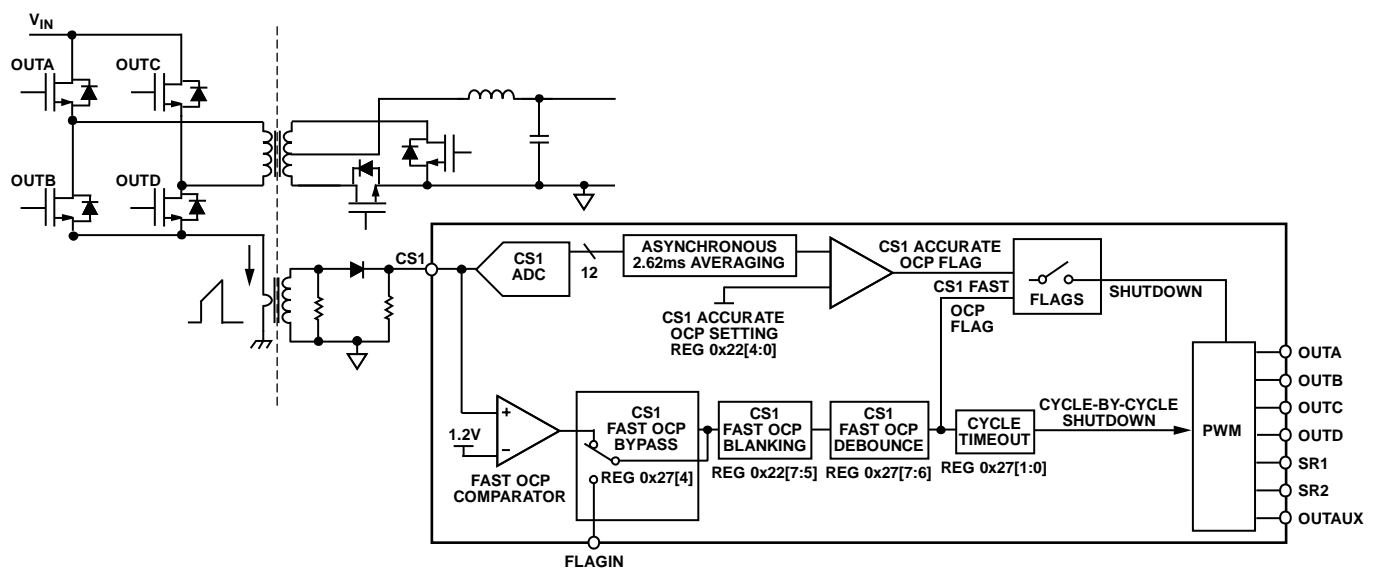 VIN
OUTA
OUTC
OUTB
OUTD
CS1
CS1
ADC
12
ASYNCHRONOUS
2.62ms AVERAGING
CS1 ACCURATE
OCP SETTING
REG 0x22[4:0]
CS1 ACCURATE
OCP FLAG
CS1 FAST
OCP
FLAG
FLAGS
SHUTDOWN
1.2V
+
–
FAST OCP
COMPARATOR
CS1
FAST OCP
BYPASS
REG 0x27[4]
FLAGIN
CS1
FAST OCP
BLANKING
REG 0x22[7:5]
CS1
FAST OCP
DEBOUNCE
REG 0x27[7:6]
CYCLE
TIMEOUT
REG 0x27[1:0]
CYCLE-BY-CYCLE
SHUTDOWN
PWM
OUTA
OUTB
OUTC
OUTD
SR1
SR2
OUTAUX